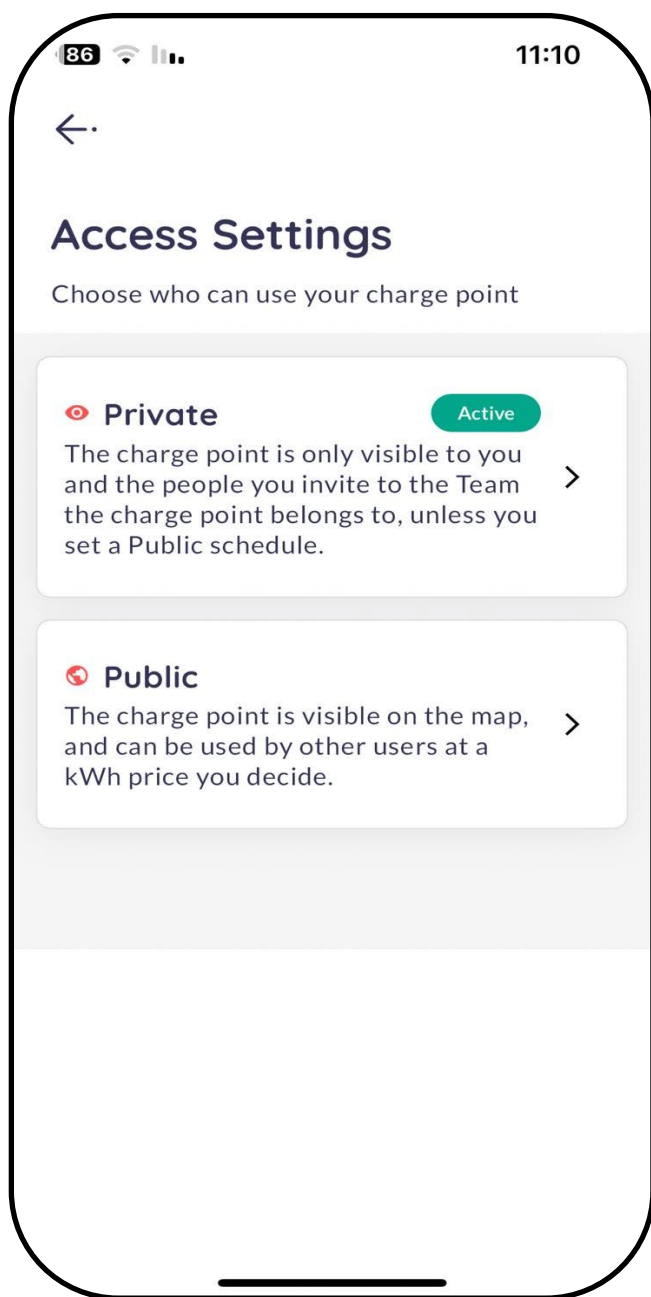 86 11:10
Access Settings
Choose who can use your charge point
Private Active
The charge point is only visible to you
and the people you invite to the Team
the charge point belongs to, unless you
set a Public schedule.
Public
The charge point is visible on the map,
and can be used by other users at a
kWh price you decide.